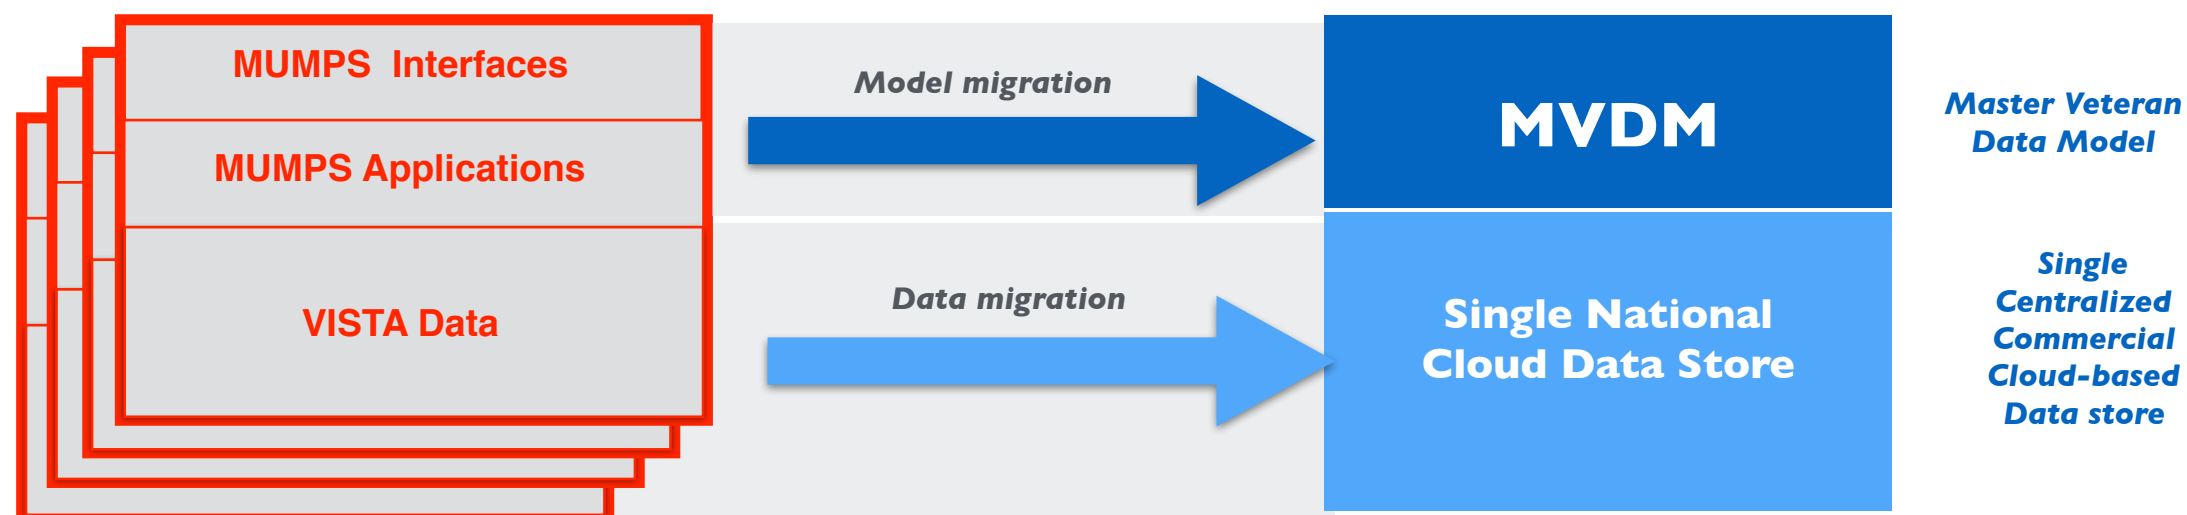 MUMPS  Interfaces
MUMPS Applications
VISTA Data
Model migration
Data migration
MVDM
Single National
Cloud Data Store
Master Veteran
Data Model
Single
Centralized
Commercial
Cloud-based
Data store